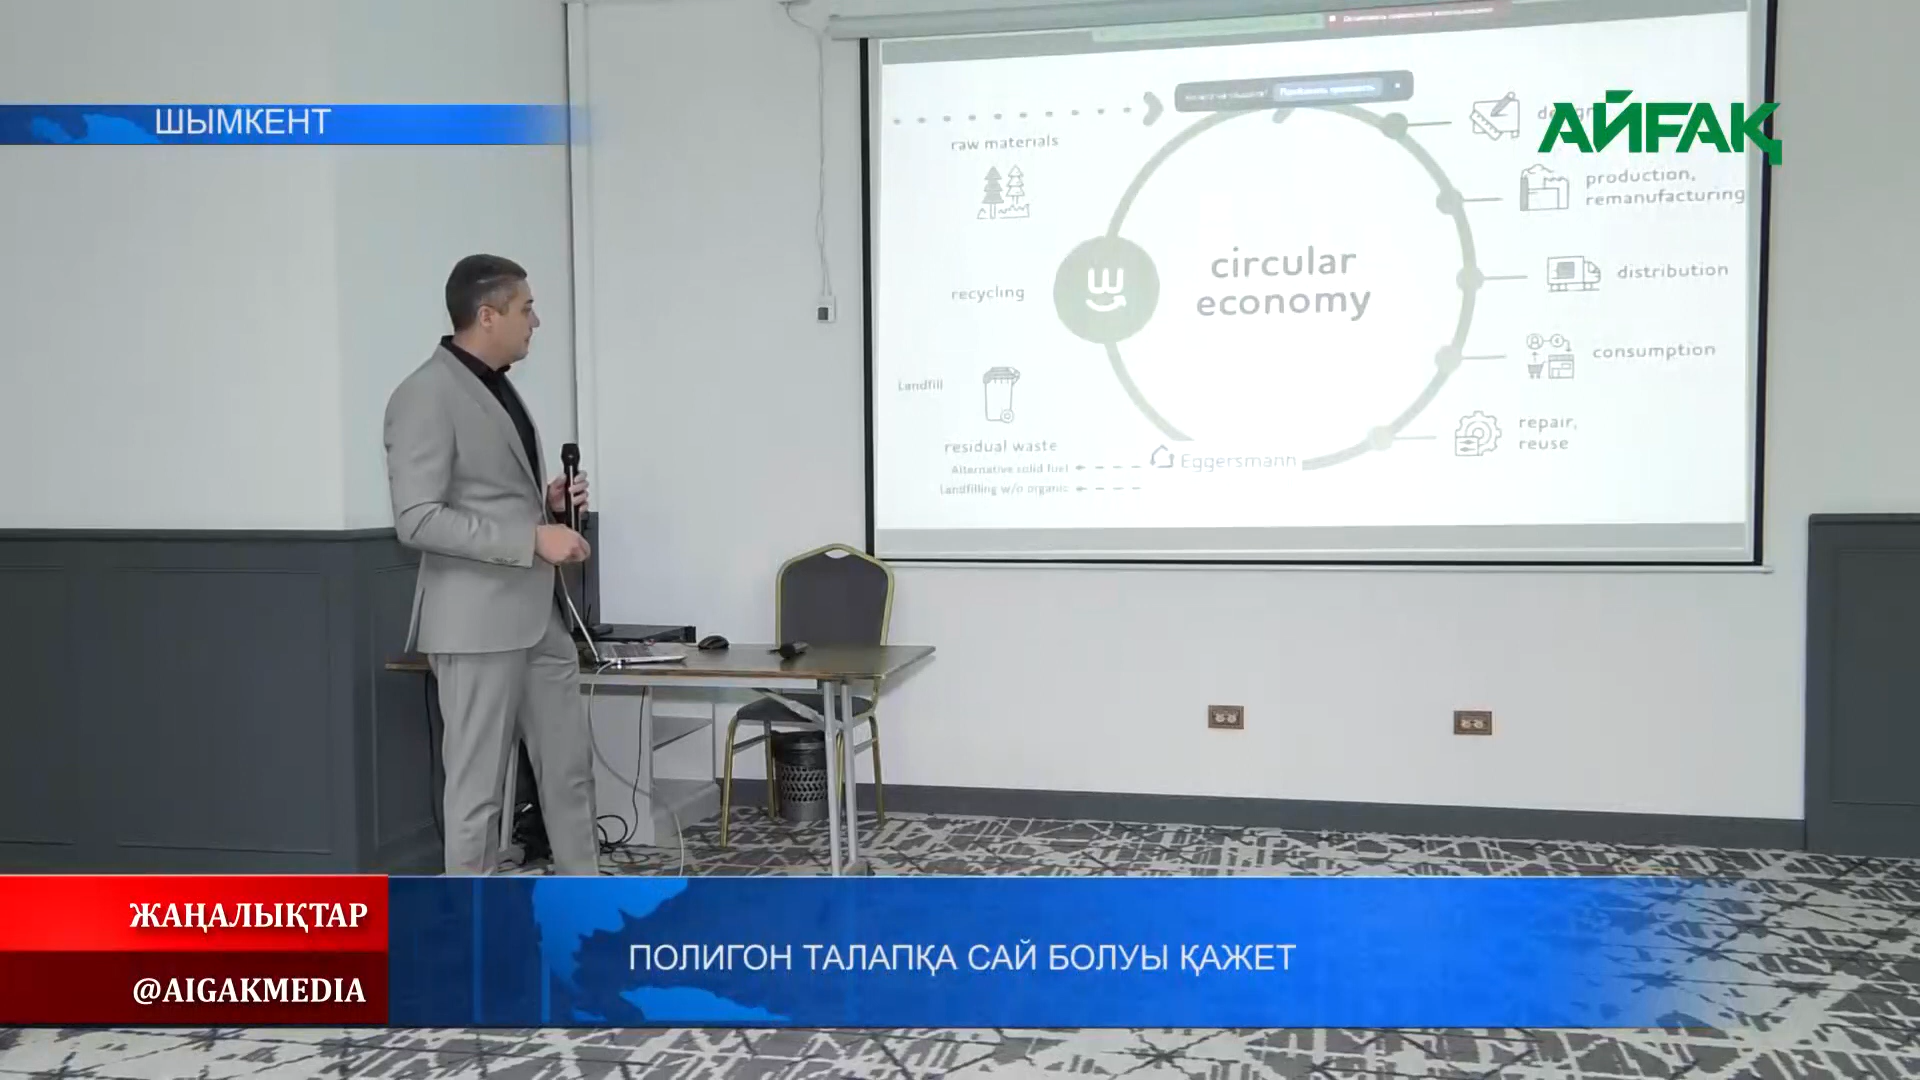 ШЫМКЕНТ
АЙҒАҚ
raw materials
production,
remanufacturing
circular
economy
distribution
recycling
consumption
Landfill
repair,
reuse
residual waste
Eggersmann
Alternative solid fuel
Landfilling w/o organic
ЖАҢАЛЫҚТАР
@AIGAKMEDIA
ПОЛИГОН ТАЛАПҚА САЙ БОЛУЫ ҚАЖЕТ